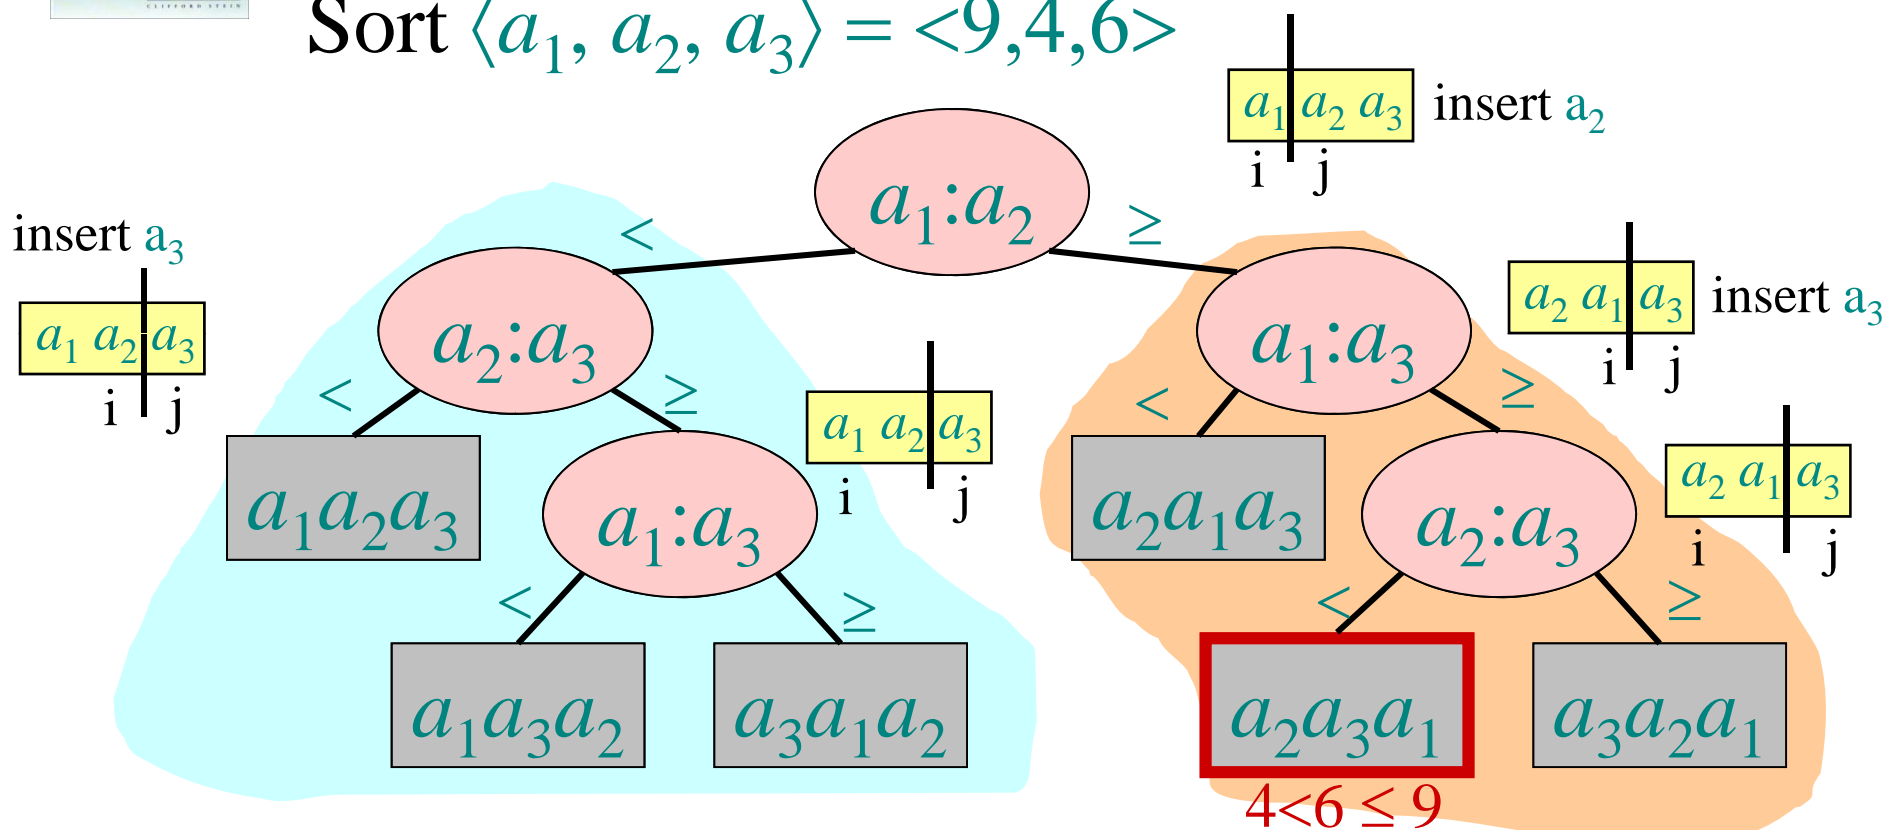 CLIFFORD STEIN
Sort ⟨a₁, a₂, a₃⟩ = <9,4,6>
a₁ a₂ a₃ insert a₂
i j
a₁:a₂
< ≥
insert a₃
a₁ a₂ a₃
i j
a₂:a₃
a₁:a₃
a₂ a₁ a₃ insert a₃
i j
< ≥
< ≥
a₁ a₂ a₃
i j
a₂ a₁ a₃
i j
a₁a₂a₃
a₁:a₃
a₂a₁a₃
a₂:a₃
< ≥
< ≥
a₁a₃a₂
a₃a₁a₂
a₂a₃a₁
a₃a₂a₁
4<6 ≤ 9